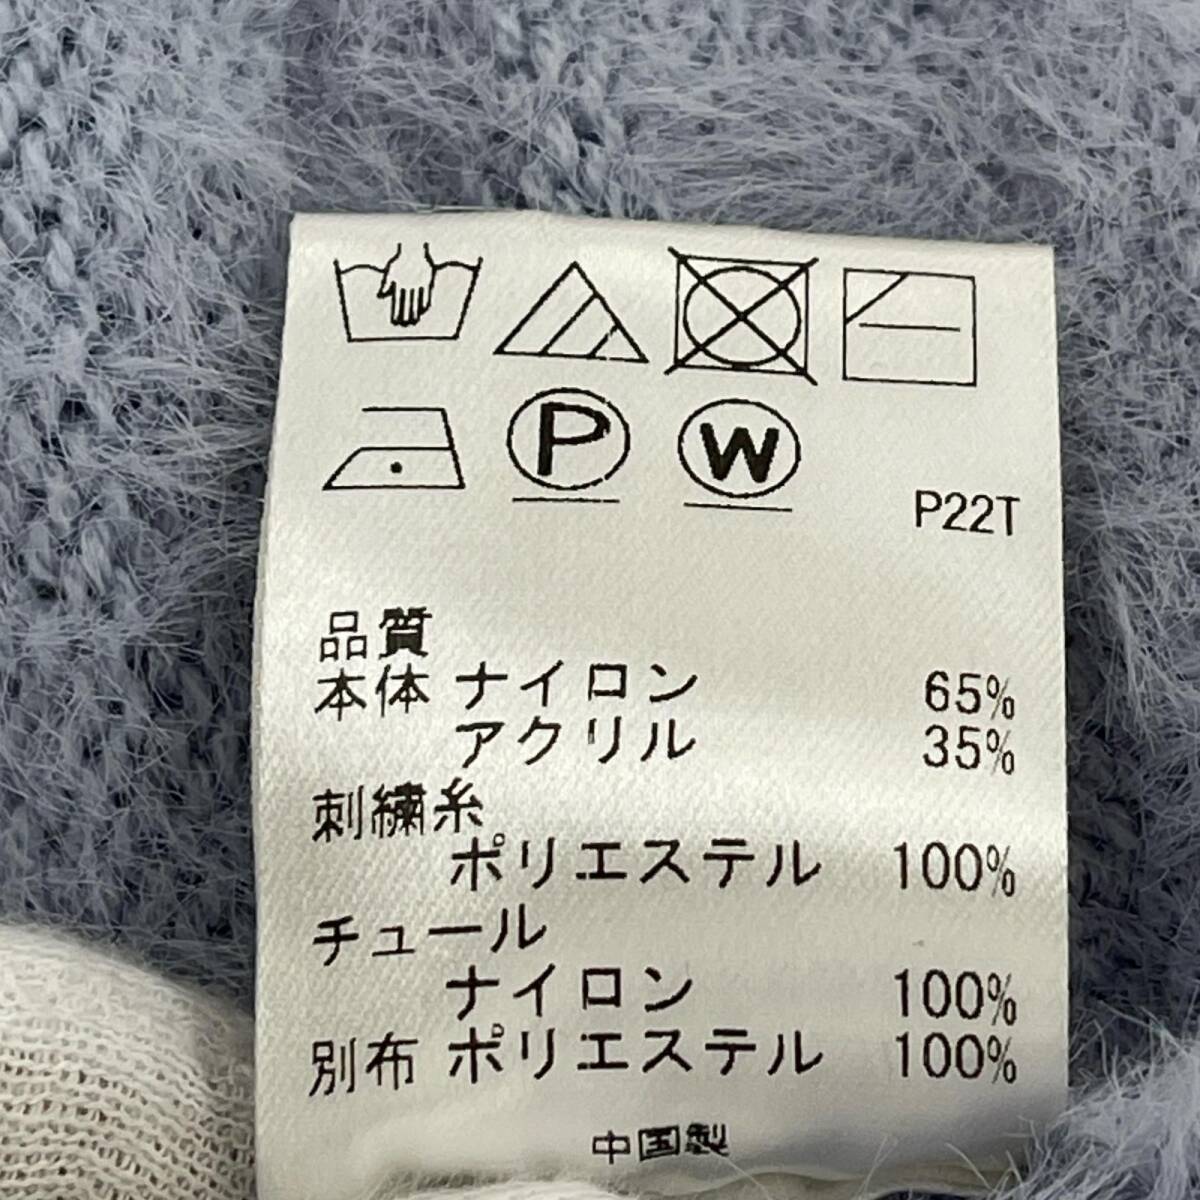 P
W
P22T
品質
本体 ナイロン 65%
アクリル 35%
刺繍糸
ポリエステル 100%
チュール
ナイロン 100%
別布 ポリエステル 100%
中国製